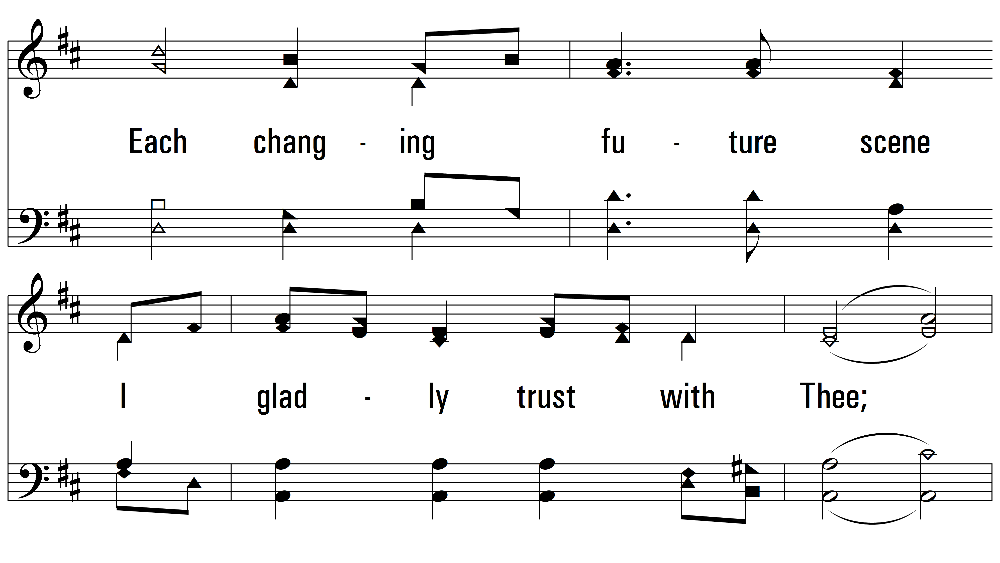 Each chang - ing fu - ture scene
I glad - ly trust with Thee;